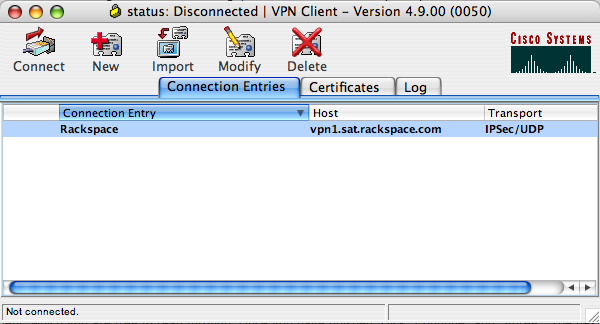 status: Disconnected | VPN Client - Version 4.9.00 (0050)
Connect New Import Modify Delete
CISCO SYSTEMS
Connection Entries Certificates Log
Connection Entry Host Transport
Rackspace vpn1.sat.rackspace.com IPSec/UDP
Not connected.